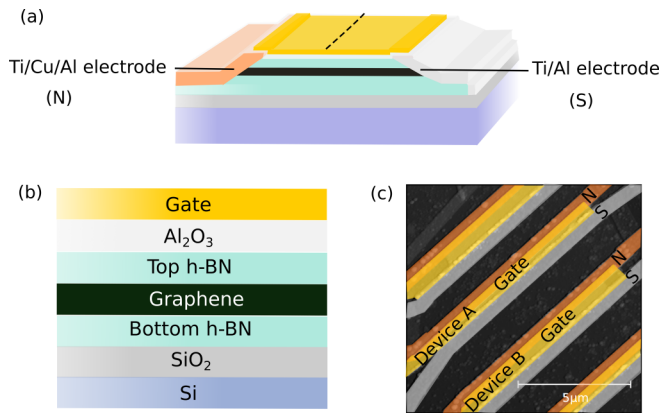 (a)
Ti/Cu/Al electrode
(N)
Ti/Al electrode
(S)
(b)
Gate
Al₂O₃
Top h-BN
Graphene
Bottom h-BN
SiO₂
Si
(c)
N
S
Gate
Device A
N
S
Gate
Device B
5μm